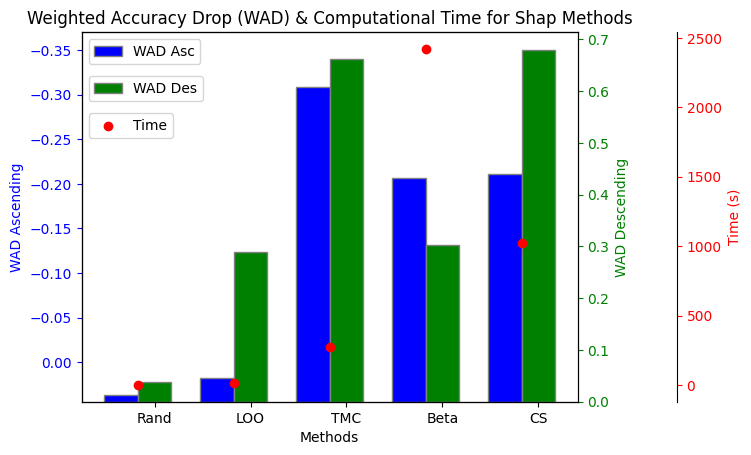 Weighted Accuracy Drop (WAD) & Computational Time for Shap Methods
WAD Asc
WAD Des
Time
WAD Ascending
−0.35
−0.30
−0.25
−0.20
−0.15
−0.10
−0.05
0.00
Rand
LOO
TMC
Beta
CS
Methods
0.7
0.6
0.5
0.4
0.3
0.2
0.1
0.0
WAD Descending
2500
2000
1500
1000
500
0
Time (s)